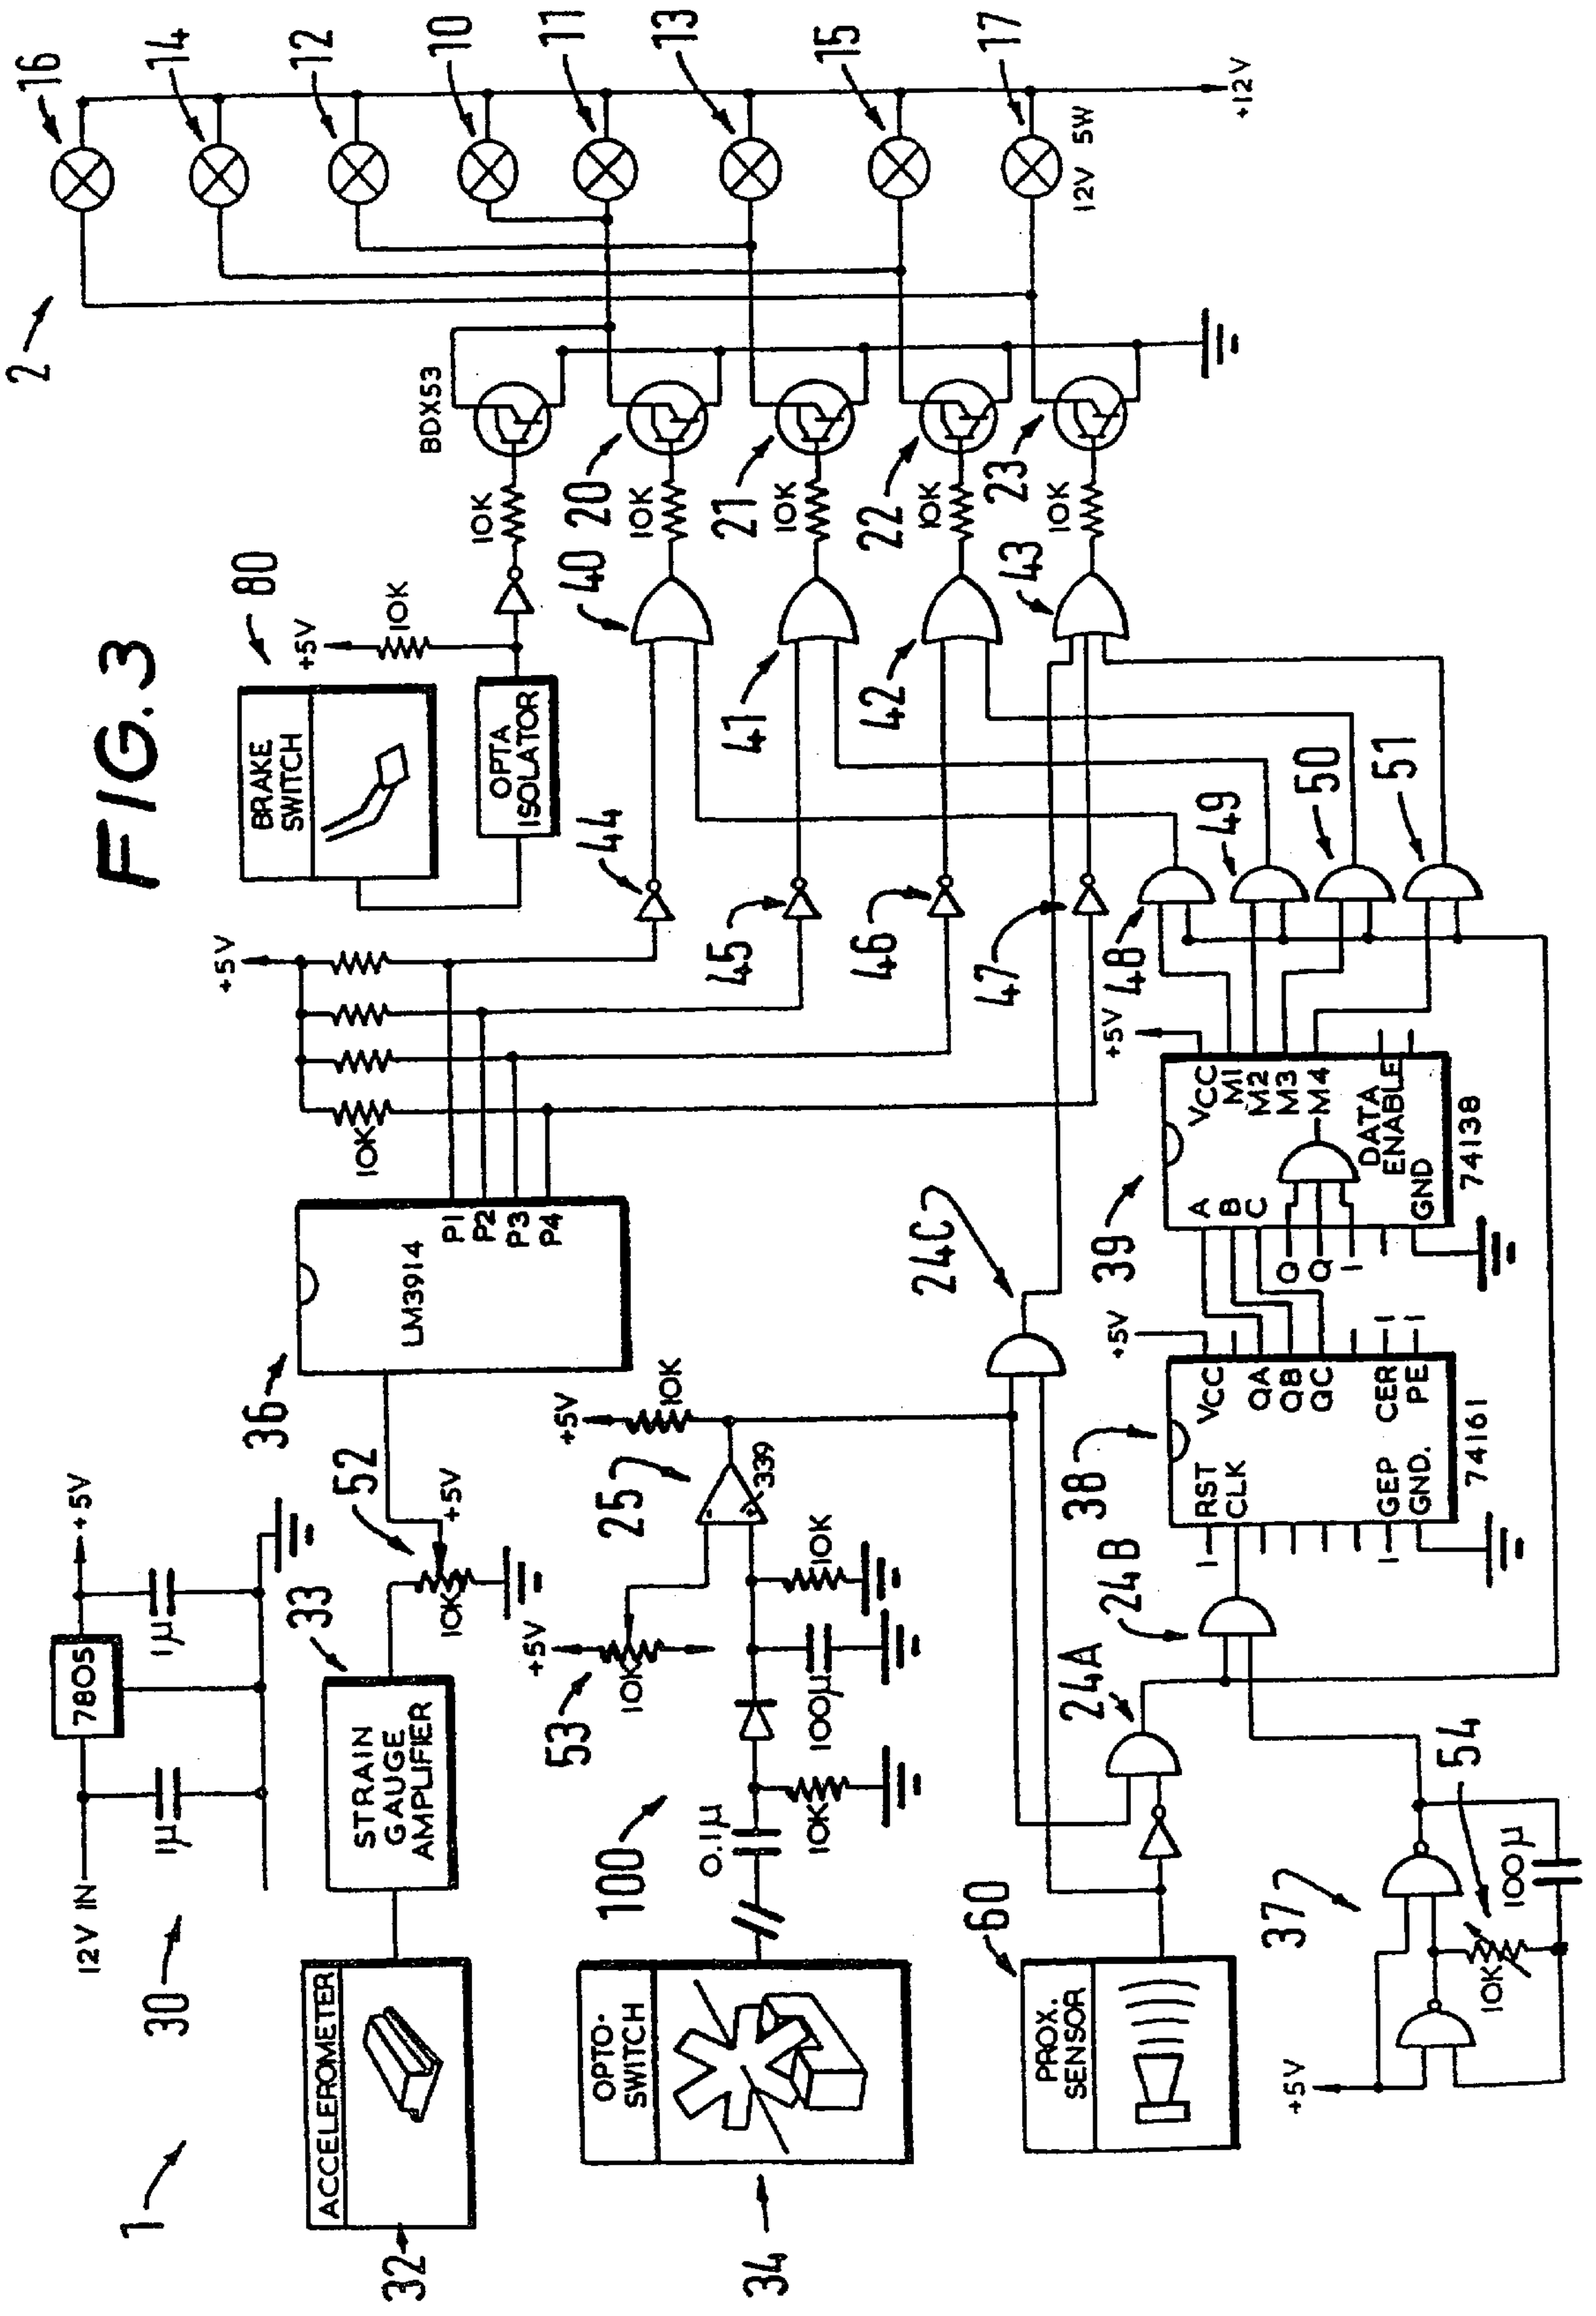 FIG. 3
1
30
12V IN
7805
+5V
1µ
1µ
2
16
14
12
10
11
13
15
17
12V 5W
+12V
ACCELEROMETER
32
STRAIN
GAUGE
AMPLIFIER
33
52
10K
+5V
36
LM3914
P1
P2
P3
P4
+5V
10K
BRAKE
SWITCH
80
OPTA
ISOLATOR
+5V
10K
10K
BDX53
44
45
46
47
40
41
42
43
10K
10K
10K
10K
20
21
22
23
OPTO-
SWITCH
34
100
0.1µ
10K
100µ
10K
53
+5V
10K
25
339
+5V
10K
24C
PROX.
SENSOR
60
24A
24B
37
+5V
10K
54
100µ
38
1
RST
CLK
1
GEP
GND.
VCC
QA
QB
QC
CER
1
PE
1
74161
+5V
39
A
B
C
Q
Q
1
GND
VCC
M1
M2
M3
M4
DATA
ENABLE
74138
+5V
48
49
50
51